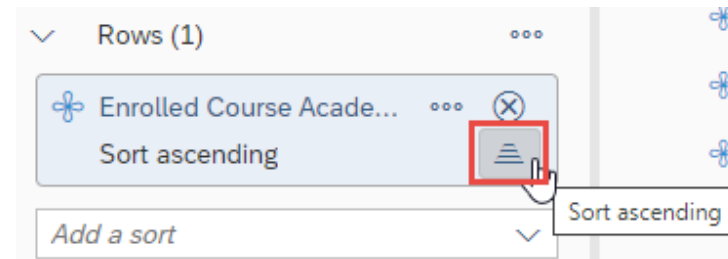 Rows (1)
Enrolled Course Acade...
Sort ascending
Sort ascending
Add a sort